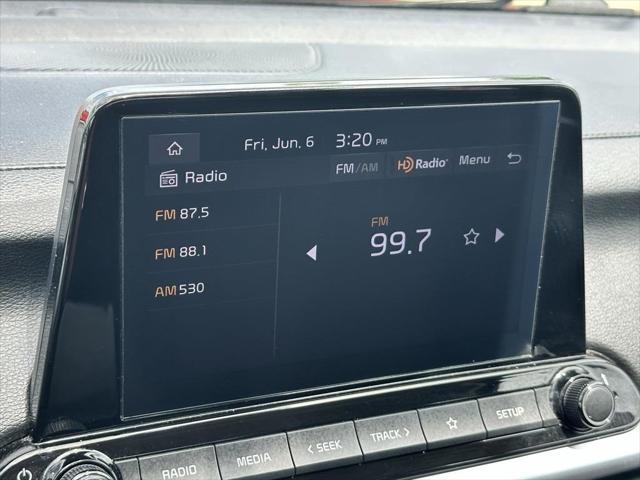 Fri, Jun. 6 3:20 PM
Radio FM/AM HD Radio Menu
FM 87.5
FM 88.1
AM 530
FM
99.7
RADIO MEDIA < SEEK TRACK > SETUP